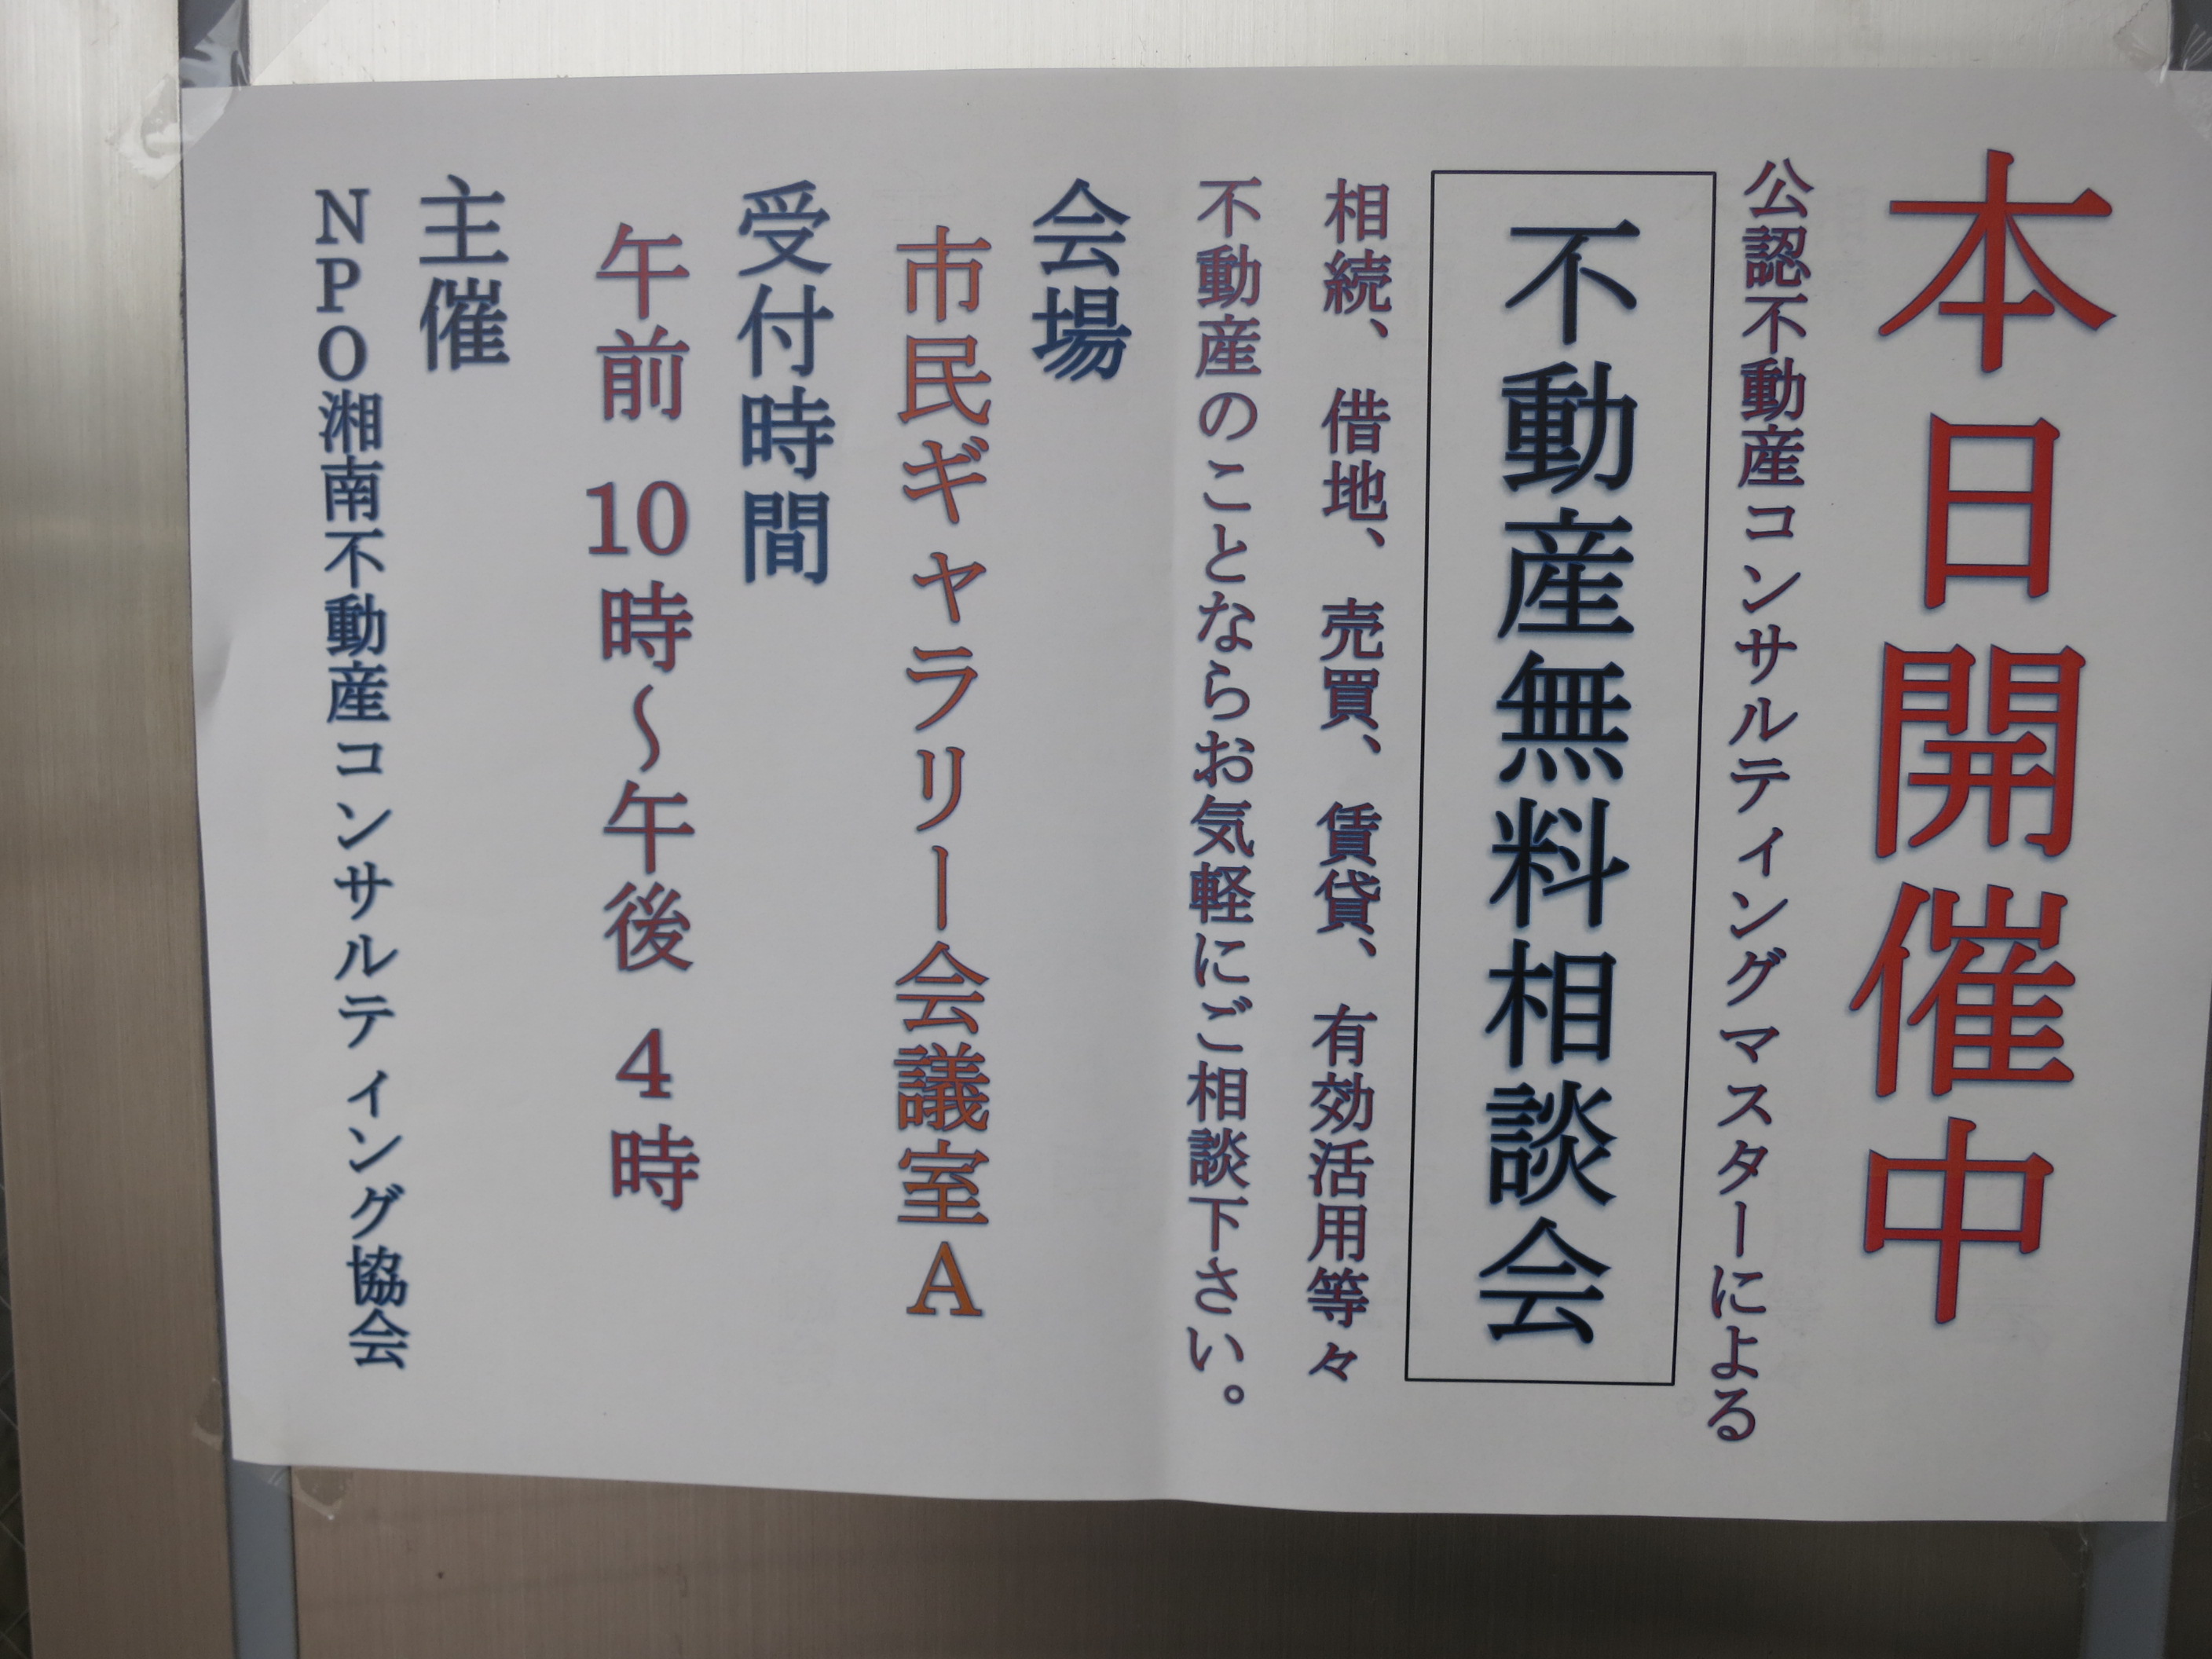 本日開催中
公認不動産コンサルティングマスターによる
不動産無料相談会
相続、借地、売買、賃貸、有効活用等々
不動産のことならお気軽にご相談下さい。
会場
市民ギャラリー会議室A
受付時間
午前10時～午後4時
主催
NPO湘南不動産コンサルティング協会